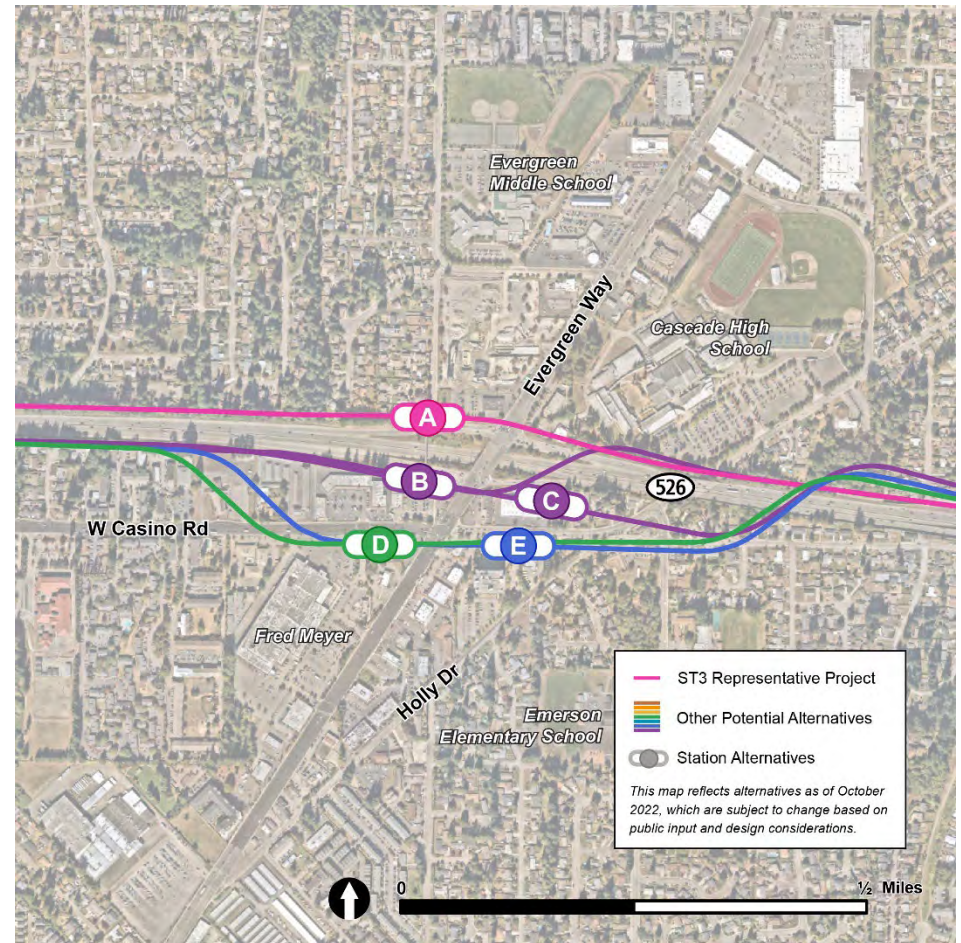 Evergreen
Middle School
Evergreen Way
Cascade High
School
A
B
C
526
W Casino Rd
D
E
Fred Meyer
Holly Dr
Emerson
Elementary School
ST3 Representative Project
Other Potential Alternatives
Station Alternatives
This map reflects alternatives as of October
2022, which are subject to change based on
public input and design considerations.
0
½ Miles